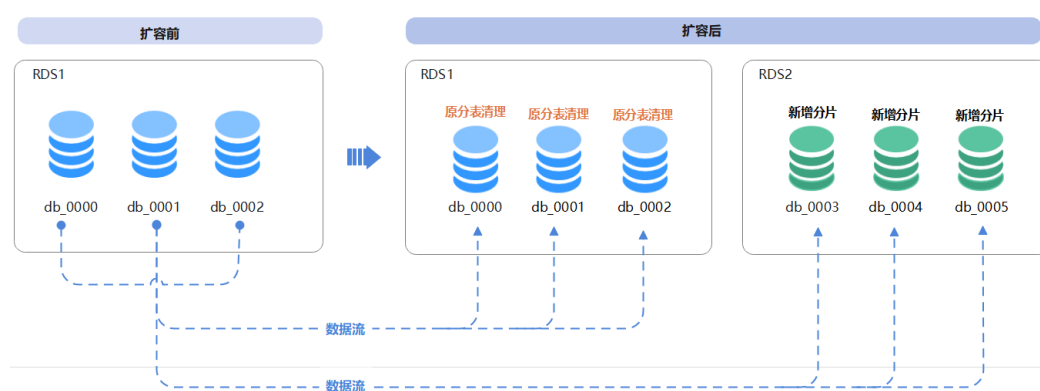 扩容前
扩容后
RDS1
RDS1
RDS2
原分表清理 原分表清理 原分表清理
新增分片 新增分片 新增分片
db_0000 db_0001 db_0002
db_0000 db_0001 db_0002
db_0003 db_0004 db_0005
数据流
数据流